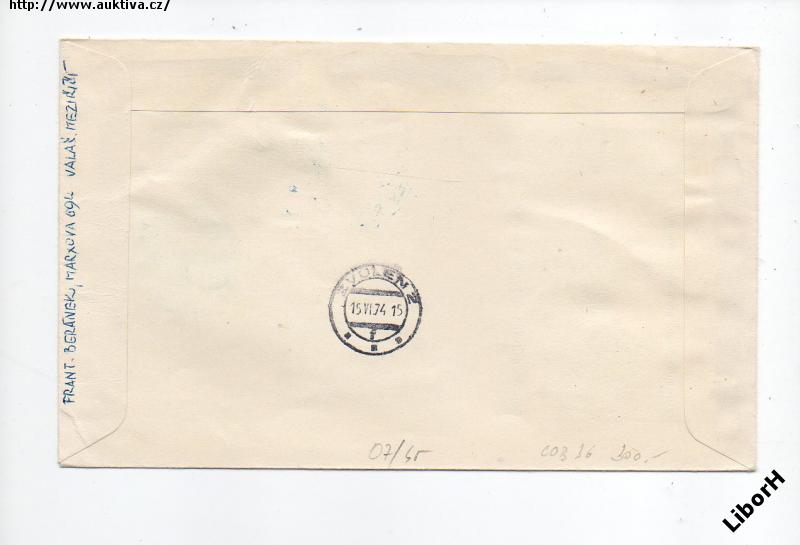 http://www.auktiva.cz/
FRANT. BERÁNEK, MARXOVA 694 VALAŠ. MEZIŘÍČÍ
ZVOLEN 2
15.VI.74 15
f
07/45
COB 36 300,-
LiborH